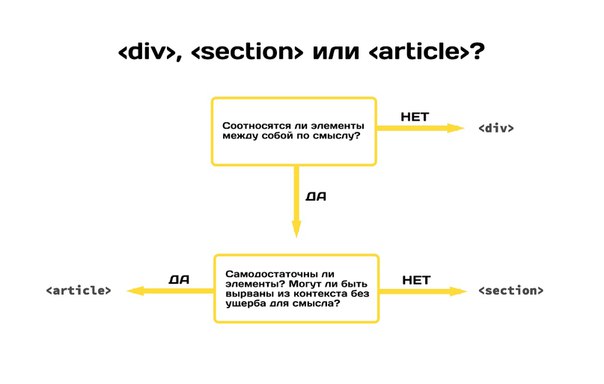 <div>, <section> или <article>?
Соотносятся ли элементы
между собой по смыслу?
НЕТ
<div>
ДА
Самодостаточны ли
элементы? Могут ли быть
вырваны из контекста без
ущерба для смысла?
ДА
<article>
НЕТ
<section>